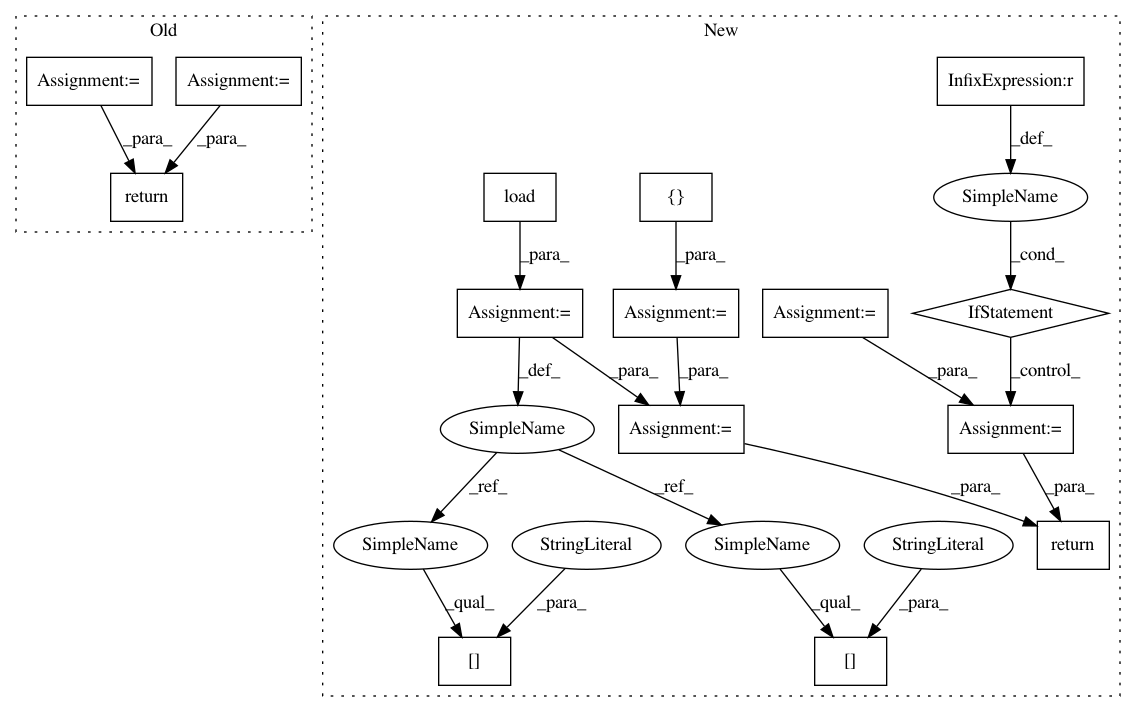 Old
New
Assignment:=
Assignment:=
InfixExpression:r
_para_
_para_
_def_
return
load
{}
SimpleName
_para_
_para_
_cond_
Assignment:=
Assignment:=
Assignment:=
IfStatement
_def_
_para_
_para_
_para_
_control_
SimpleName
Assignment:=
Assignment:=
_ref_
_ref_
_para_
_para_
SimpleName
StringLiteral
SimpleName
StringLiteral
return
_qual_
_para_
_qual_
_para_
[]
[]